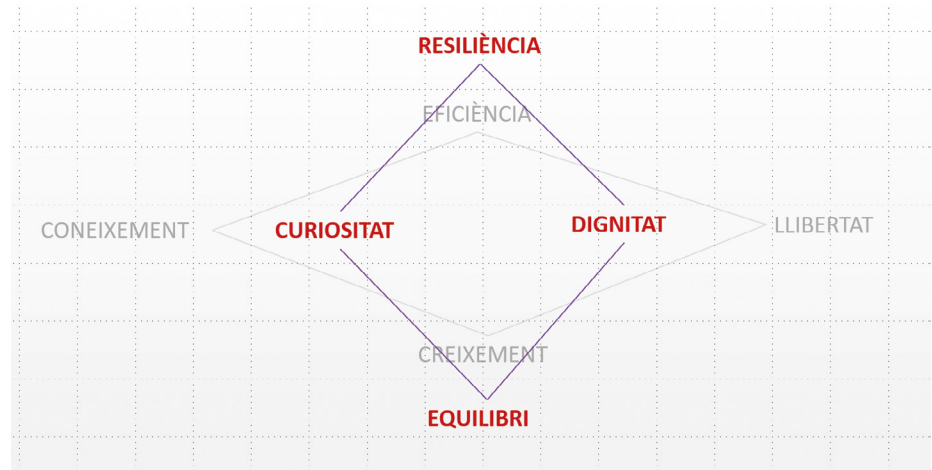 RESILIÈNCIA
EFICIÈNCIA
CONEIXEMENT
CURIOSITAT
DIGNITAT
LLIBERTAT
CREIXEMENT
EQUILIBRI